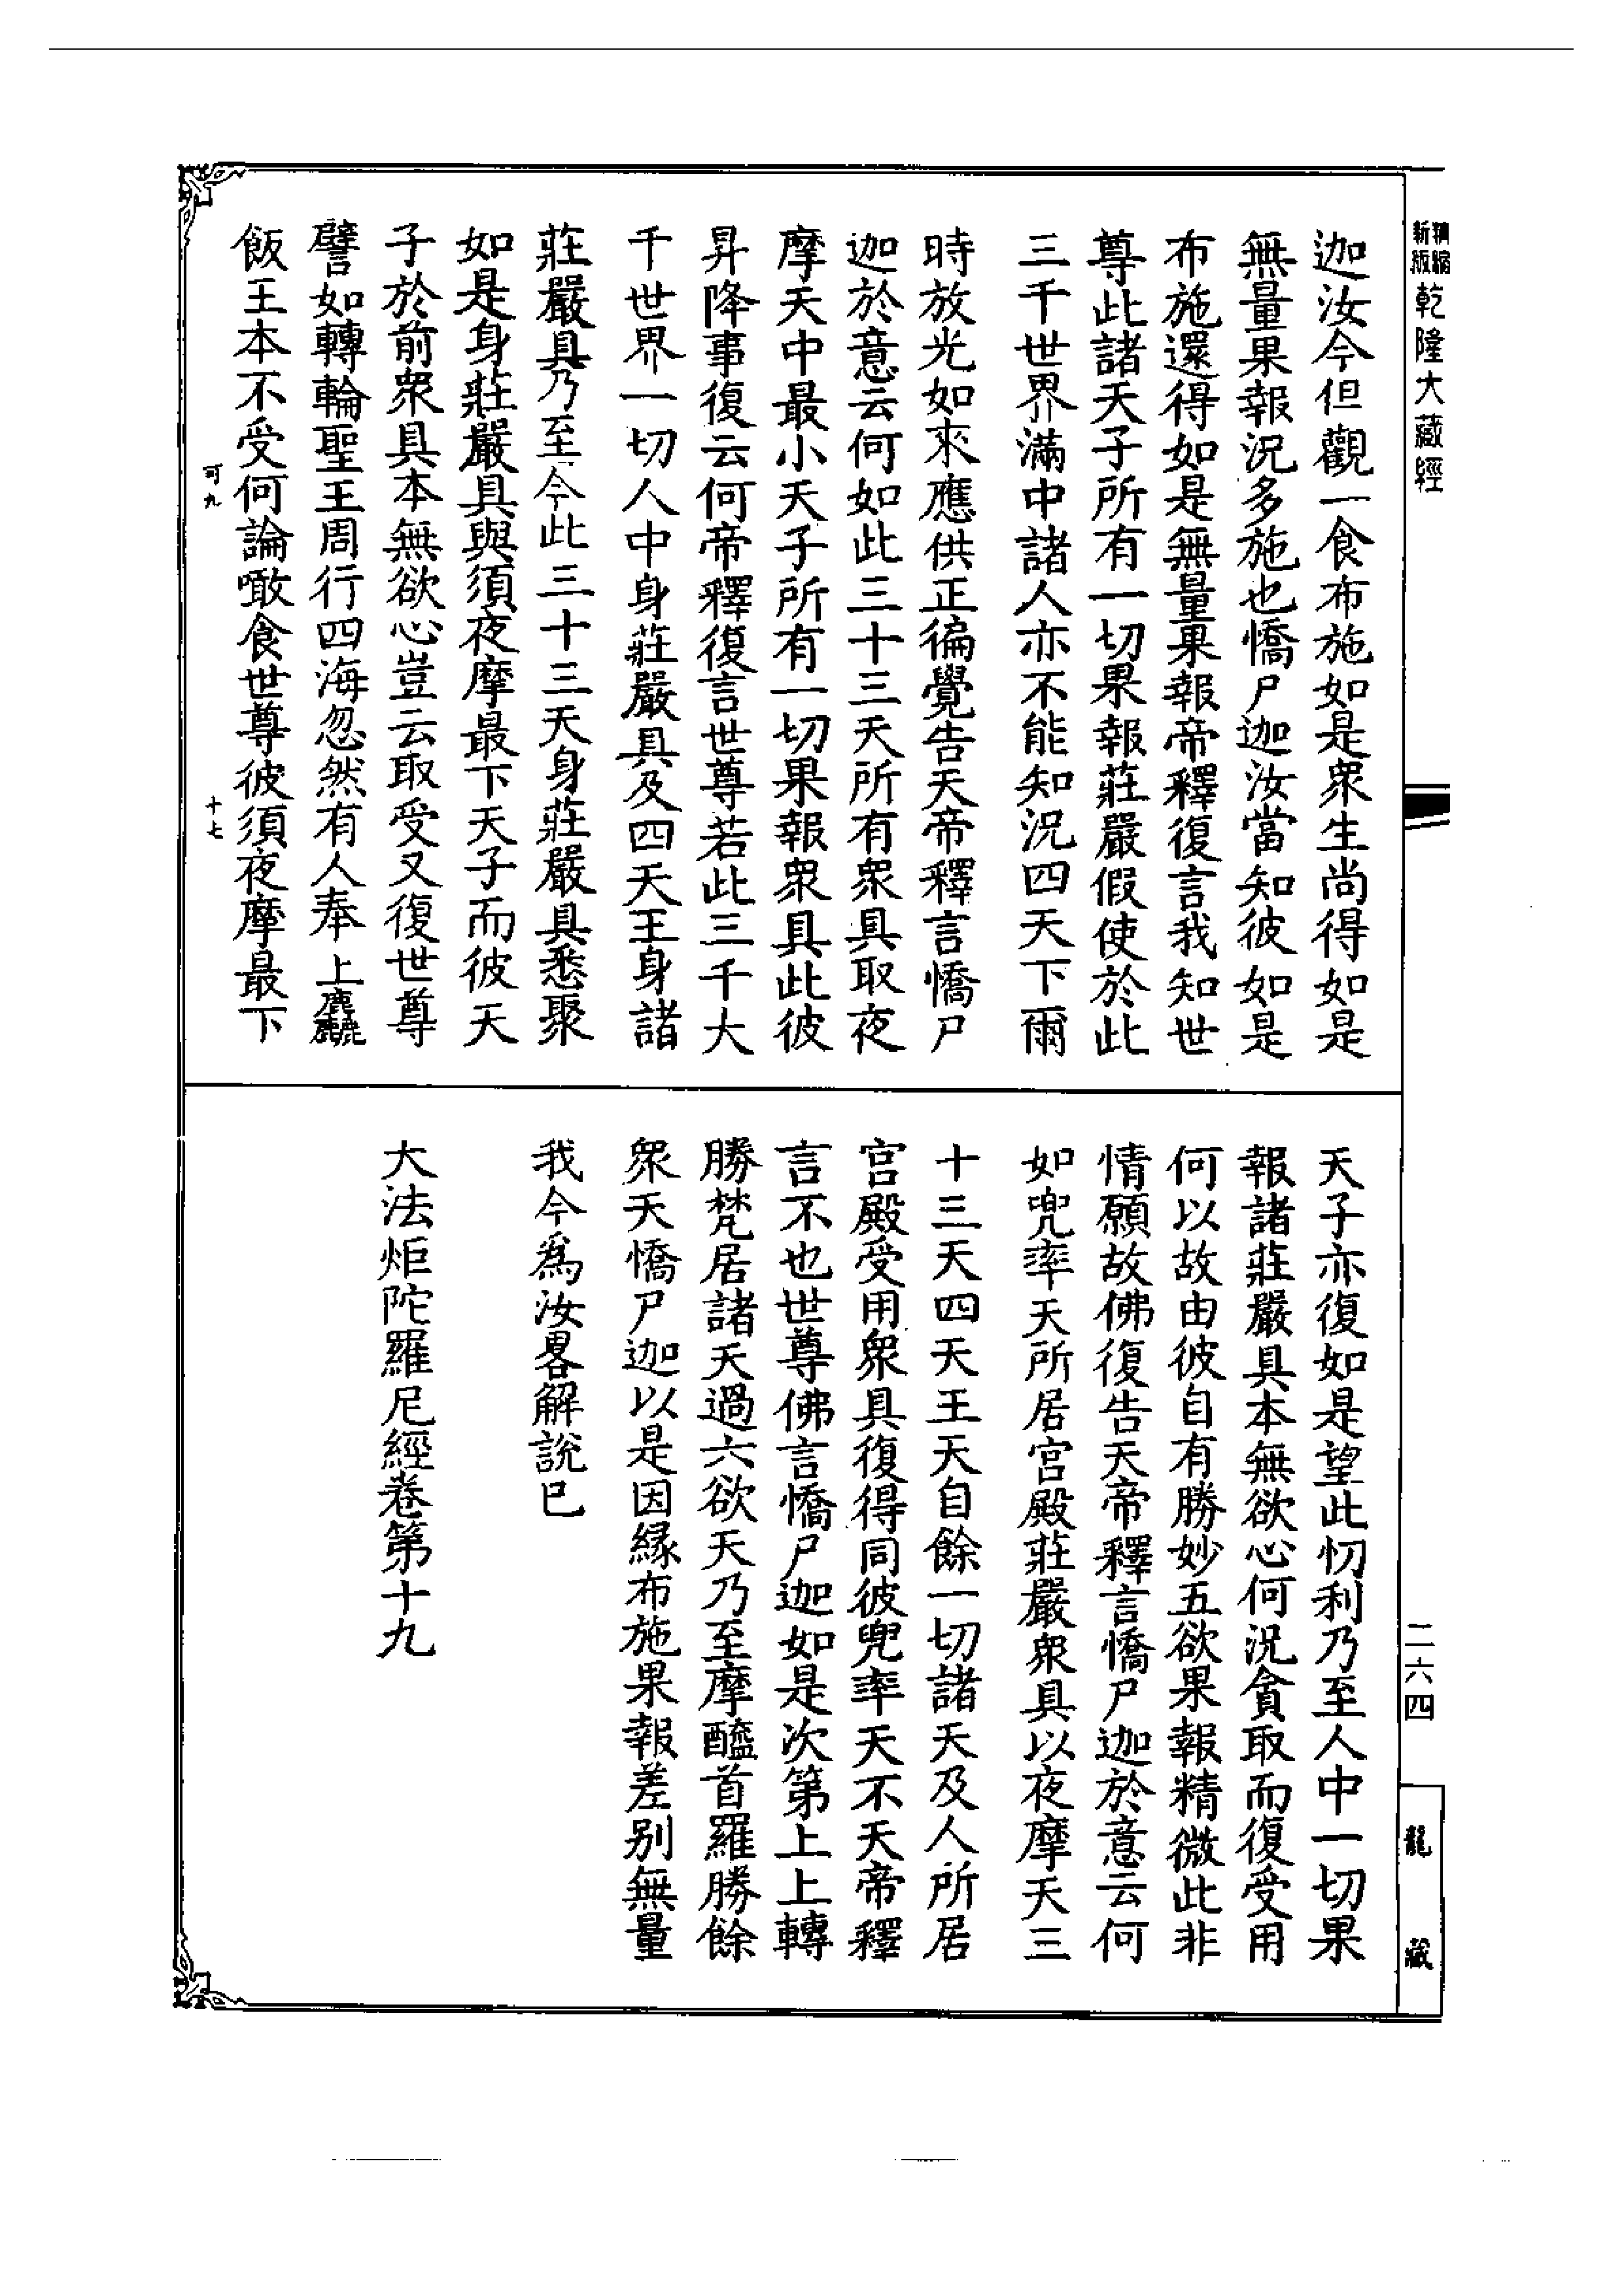 精縮新版乾隆大藏經
迦汝今但觀一食布施如是衆生尚得如是
無量果報況多施也憍尸迦汝當知彼如是
布施還得如是無量果報帝釋復言我知世
尊此諸天子所有一切果報莊嚴假使於此
三千世界滿中諸人亦不能知況四天下爾
時放光如來應供正徧覺告天帝釋言憍尸
迦於意云何如此三十三天所有衆具取夜
摩天中最小天子所有一切果報衆具此彼
昇降事復云何帝釋復言世尊若此三千大
千世界一切人中身莊嚴具及四天王身諸
莊嚴具乃至今此三十三天身莊嚴具悉聚
如是身莊嚴具與須夜摩最下天子而彼天
子於前衆具本無欲心豈云取受又復世尊
譬如轉輪聖王周行四海忽然有人奉上麤
飯王本不受何論噉食世尊彼須夜摩最下
可九
十七
天子亦復如是望此忉利乃至人中一切果
報諸莊嚴具本無欲心何況貪取而復受用
何以故由彼自有勝妙五欲果報精微此非
情願故佛復告天帝釋言憍尸迦於意云何
如兜率天所居宮殿莊嚴衆具以夜摩天三
十三天四天王天自餘一切諸天及人所居
宮殿受用衆具復得同彼兜率天不天帝釋
言不也世尊佛言憍尸迦如是次第上上轉
勝梵居諸天過六欲天乃至摩醯首羅勝餘
衆天憍尸迦以是因緣布施果報差別無量
我今爲汝畧解說已
大法炬陀羅尼經卷第十九
二六四
龍藏